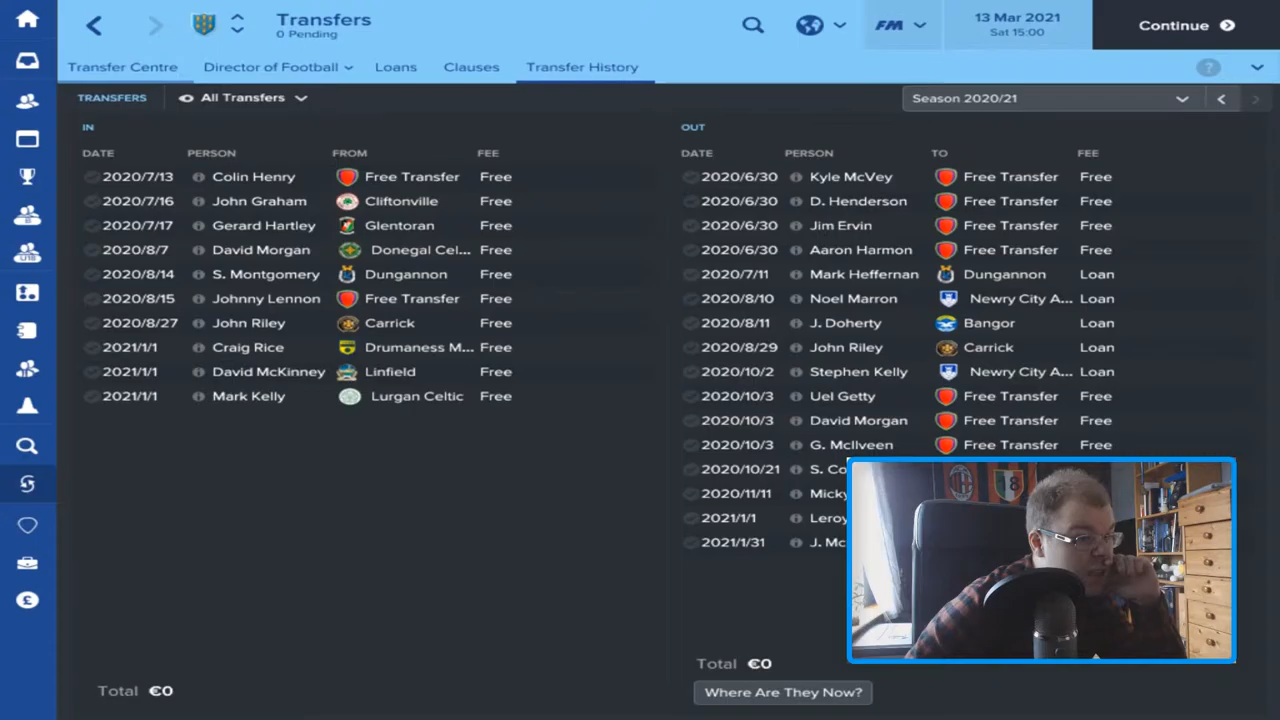 Transfers
0 Pending
FM
13 Mar 2021
Sat 15:00
Continue
Transfer Centre
Director of Football
Loans
Clauses
Transfer History
?
TRANSFERS
All Transfers
Season 2020/21
IN
DATE PERSON FROM FEE
2020/7/13 Colin Henry Free Transfer Free
2020/7/16 John Graham Cliftonville Free
2020/7/17 Gerard Hartley Glentoran Free
2020/8/7 David Morgan Donegal Cel... Free
2020/8/14 S. Montgomery Dungannon Free
2020/8/15 Johnny Lennon Free Transfer Free
2020/8/27 John Riley Carrick Free
2021/1/1 Craig Rice Drumaness M... Free
2021/1/1 David McKinney Linfield Free
2021/1/1 Mark Kelly Lurgan Celtic Free
Total €0
OUT
DATE PERSON TO FEE
2020/6/30 Kyle McVey Free Transfer Free
2020/6/30 D. Henderson Free Transfer Free
2020/6/30 Jim Ervin Free Transfer Free
2020/6/30 Aaron Harmon Free Transfer Free
2020/7/11 Mark Heffernan Dungannon Loan
2020/8/10 Noel Marron Newry City A... Loan
2020/8/11 J. Doherty Bangor Loan
2020/8/29 John Riley Carrick Loan
2020/10/2 Stephen Kelly Newry City A... Loan
2020/10/3 Uel Getty Free Transfer Free
2020/10/3 David Morgan Free Transfer Free
2020/10/3 G. McIlveen Free Transfer Free
2020/10/21 S. Co
2020/11/11 Micky
2021/1/1 Leroy
2021/1/31 J. Mc
Total €0
Where Are They Now?